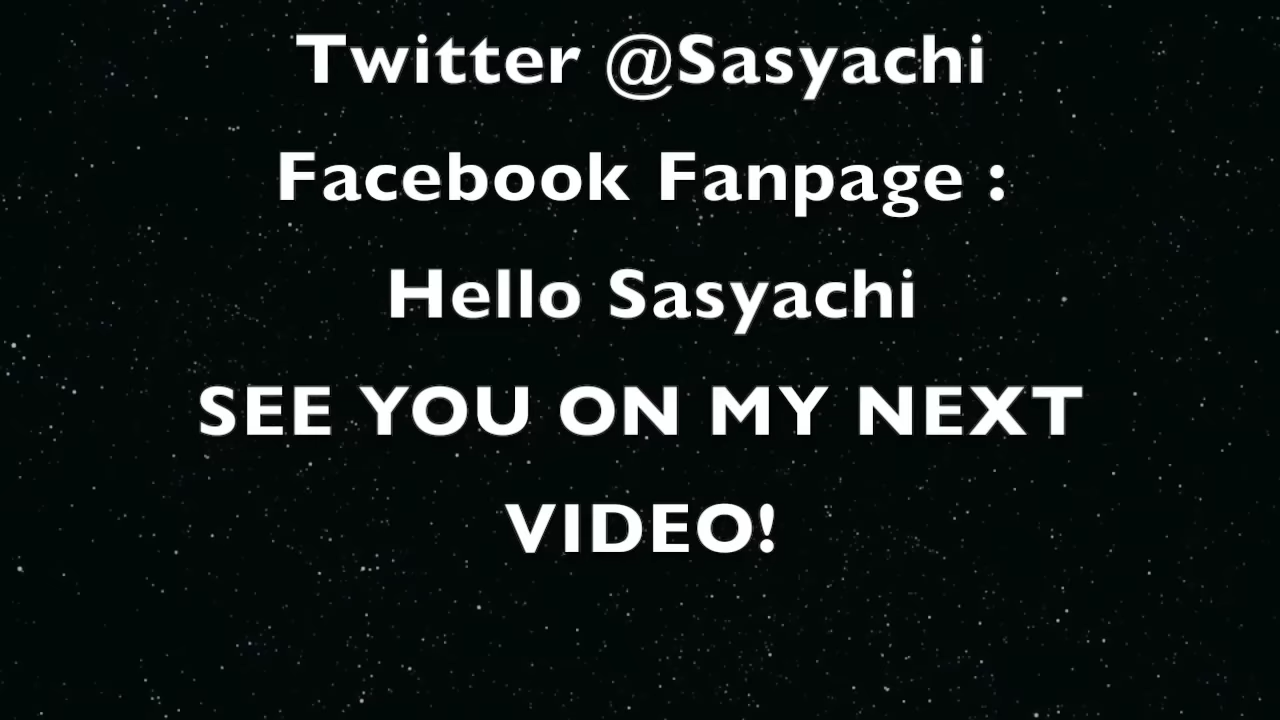 Twitter @Sasyachi
Facebook Fanpage :
Hello Sasyachi
SEE YOU ON MY NEXT
VIDEO!